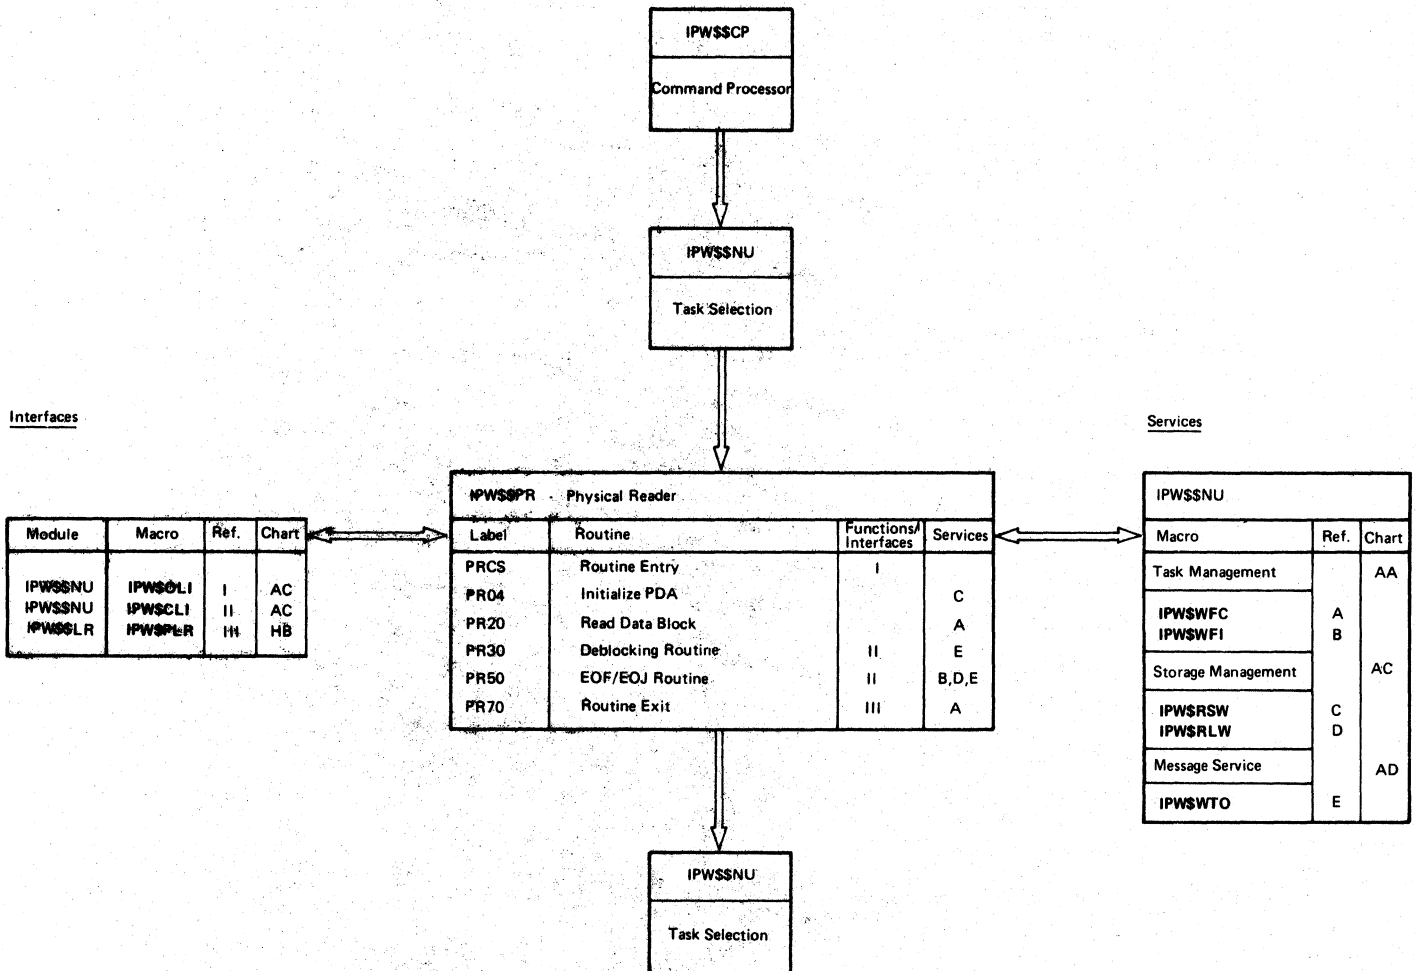 IPW$$CP
Command Processor
IPW$$NU
Task Selection
Interfaces
Services
Module Macro Ref. Chart
IPW$$NU IPW$OLI I AC
IPW$$NU IPW$CLI II AC
IPW$$LR IPW$PLR III HB
IPW$$PR - Physical Reader
Label Routine Functions/ Interfaces Services
PRCS Routine Entry I
PR04 Initialize PDA C
PR20 Read Data Block A
PR30 Deblocking Routine II E
PR50 EOF/EOJ Routine II B,D,E
PR70 Routine Exit III A
IPW$$NU
Macro Ref. Chart
Task Management AA
IPW$WFC A
IPW$WFI B
Storage Management AC
IPW$RSW C
IPW$RLW D
Message Service AD
IPW$WTO E
IPW$$NU
Task Selection